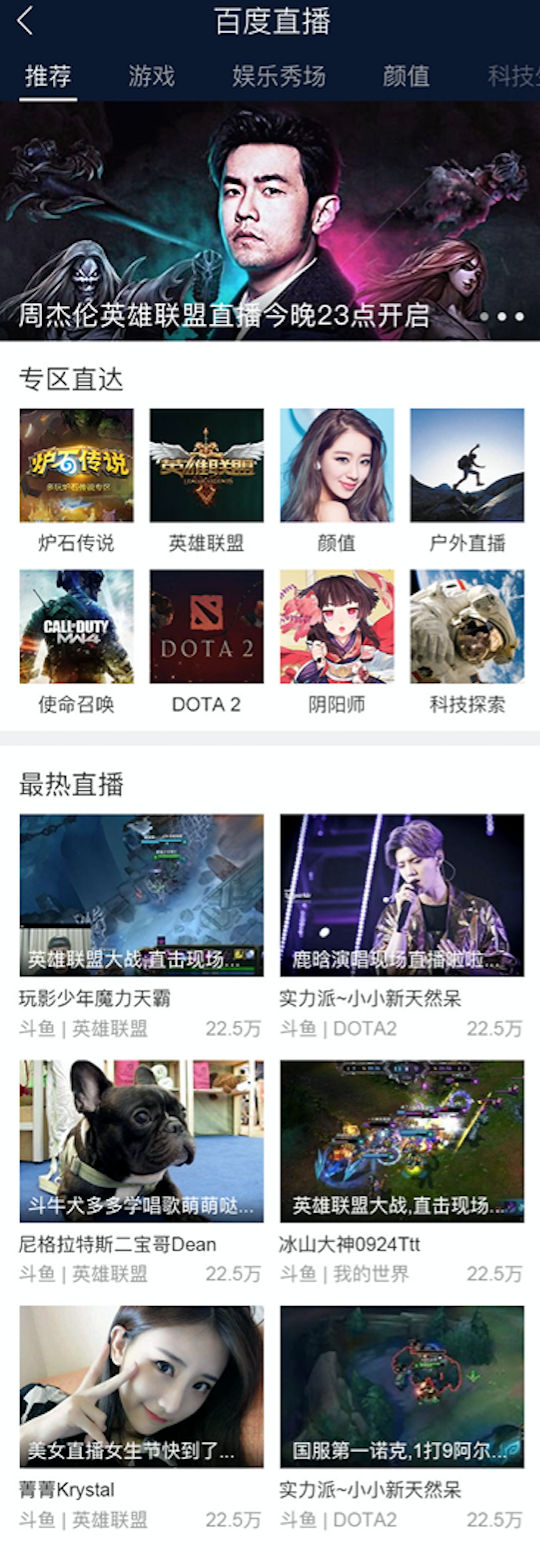 百度直播
推荐 游戏 娱乐秀场 颜值 科技
周杰伦英雄联盟直播今晚23点开启
专区直达
炉石传说
多玩炉石传说专区
英雄联盟
炉石传说 英雄联盟 颜值 户外直播
CALL·DUTY
MW4
DOTA 2
使命召唤 DOTA 2 阴阳师 科技探索
最热直播
英雄联盟大战,直击现场... 鹿晗演唱现场直播啦啦...
玩影少年魔力天霸 实力派~小小新天然呆
斗鱼 | 英雄联盟 22.5万 斗鱼 | DOTA2 22.5万
斗牛犬多多学唱歌萌萌哒... 英雄联盟大战,直击现场...
尼格拉特斯二宝哥Dean 冰山大神0924Ttt
斗鱼 | 英雄联盟 22.5万 斗鱼 | 我的世界 22.5万
美女直播女生节快到了... 国服第一诺克,1打9阿尔...
菁菁Krystal 实力派~小小新天然呆
斗鱼 | 英雄联盟 22.5万 斗鱼 | DOTA2 22.5万